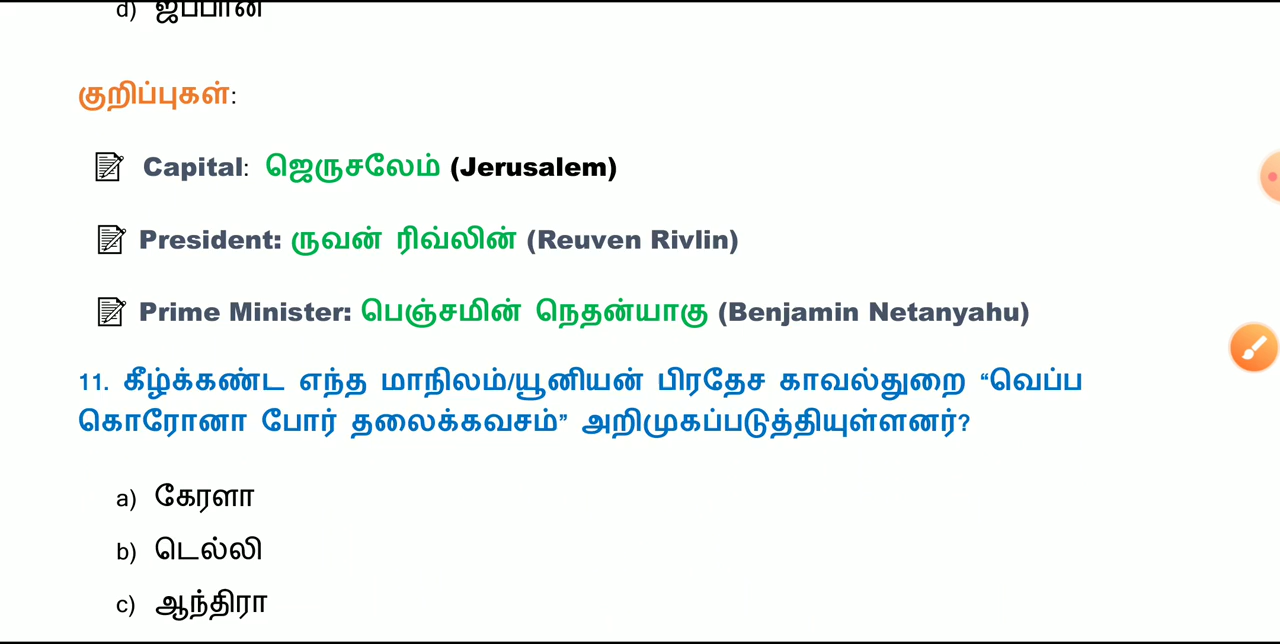 d) ஜப்பான்
குறிப்புகள்:
Capital: ஜெருசலேம் (Jerusalem)
President: ருவன் ரிவ்லின் (Reuven Rivlin)
Prime Minister: பெஞ்சமின் நெதன்யாகு (Benjamin Netanyahu)
11. கீழ்க்கண்ட எந்த மாநிலம்/யூனியன் பிரதேச காவல்துறை “வெப்ப
கொரோனா போர் தலைக்கவசம்” அறிமுகப்படுத்தியுள்ளனர்?
a) கேரளா
b) டெல்லி
c) ஆந்திரா